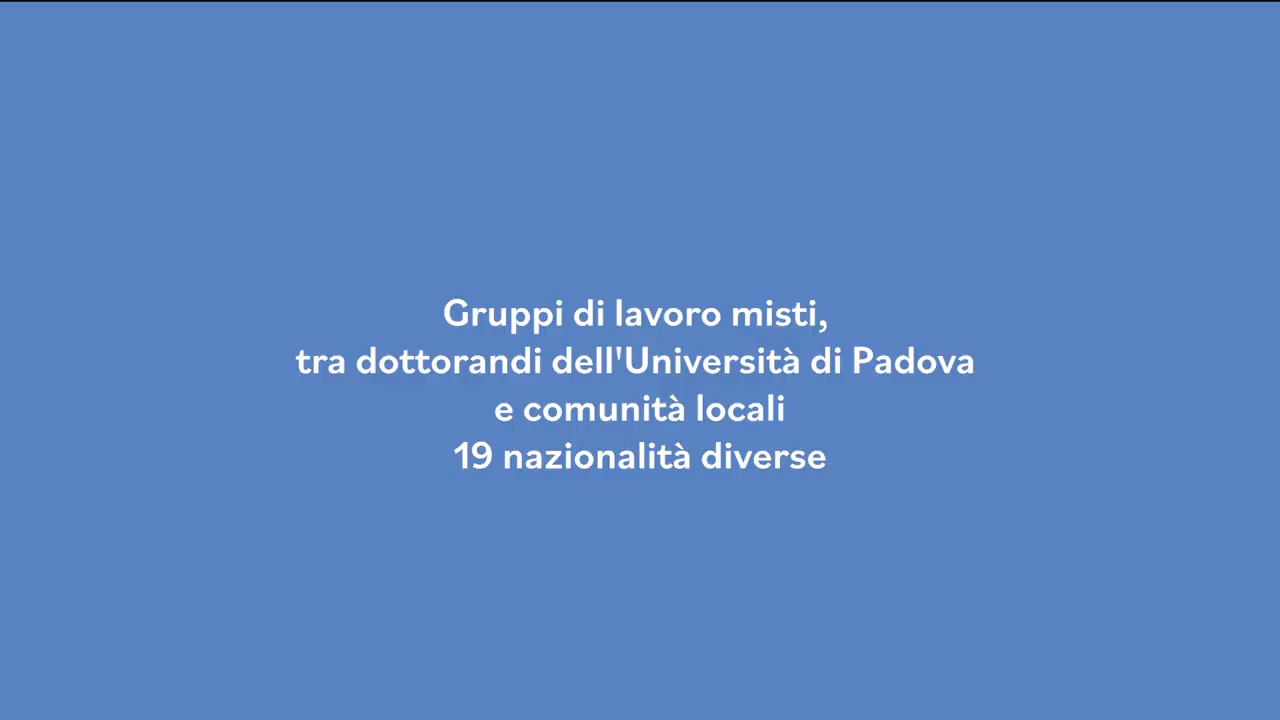 Gruppi di lavoro misti,
tra dottorandi dell'Università di Padova
e comunità locali
19 nazionalità diverse